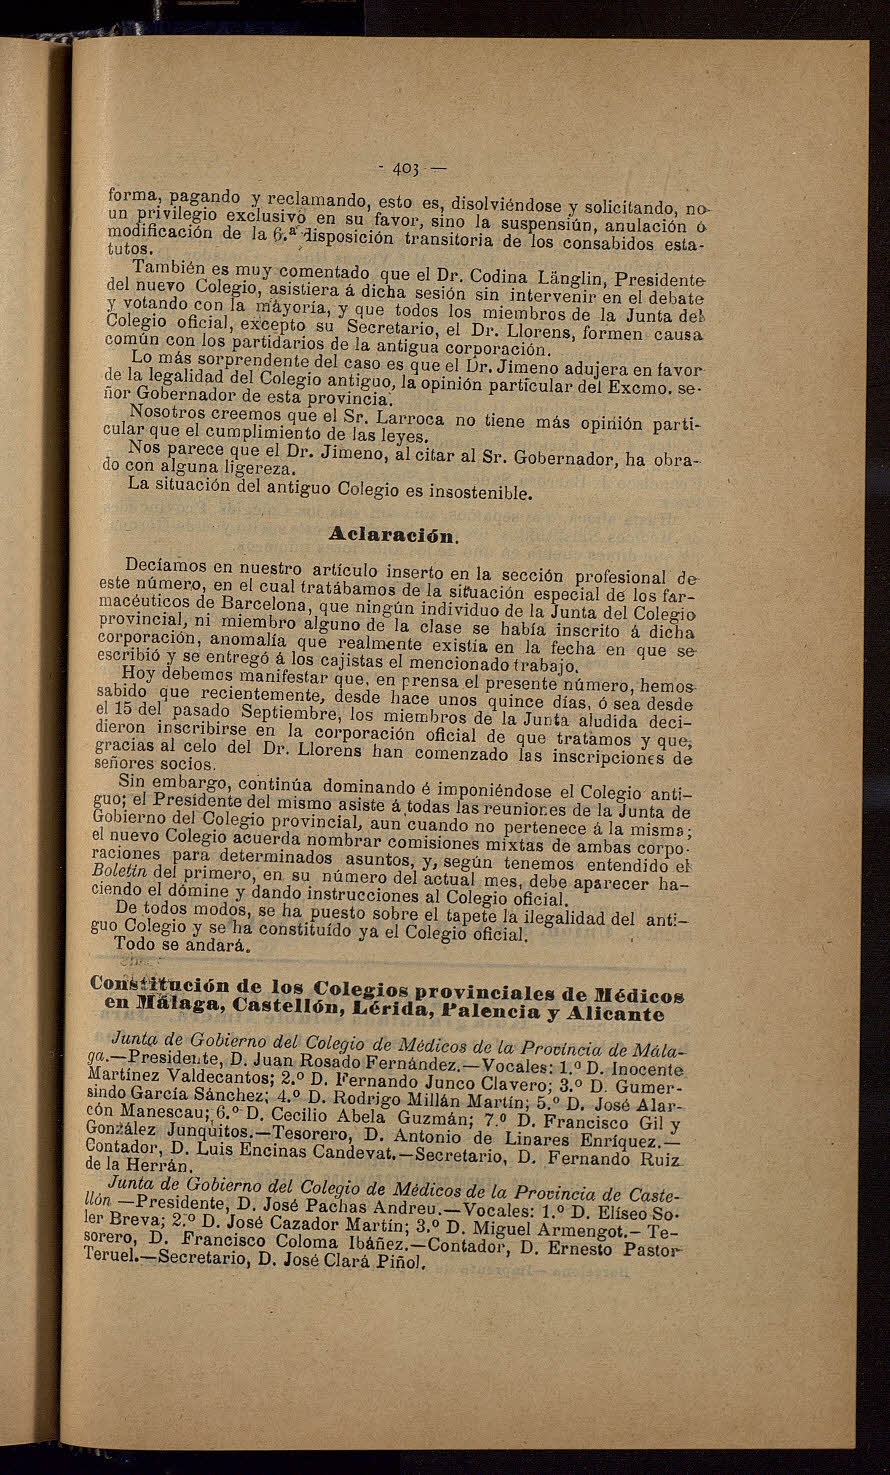 - 403 —
forma, pagando y reclamando, esto es, disolviéndose y solicitando, no
un privilegio exclusivo en su favor, sino la suspensiún, anulación ó
modificación de la 6.ª disposición transitoria de los consabidos esta-
tutos.
También es muy comentado que el Dr. Codina Länglin, Presidente
del nuevo Colegio, asistiera á dicha sesión sin intervenir en el debate
y votando con la mayoría, y que todos los miembros de la Junta del
Colegio oficial, excepto su Secretario, el Dr. Llorens, formen causa
común con los partidarios de la antigua corporación.
Lo más sorprendente del caso es que el Dr. Jimeno adujera en favor
de la legalidad del Colegio antiguo, la opinión particular del Excmo. se-
ñor Gobernador de esta provincia.
Nosotros creemos que el Sr. Larroca no tiene más opinión parti-
cular que el cumplimiento de las leyes.
Nos parece que el Dr. Jimeno, al citar al Sr. Gobernador, ha obra-
do con alguna ligereza.
La situación del antiguo Colegio es insostenible.
Aclaración.
Decíamos en nuestro artículo inserto en la sección profesional de
este número, en el cual tratábamos de la situación especial de los far-
macéuticos de Barcelona, que ningún individuo de la Junta del Colegio
provincial, ni miembro alguno de la clase se había inscrito á dicha
corporación, anomalía que realmente existía en la fecha en que se
escribió y se entregó á los cajistas el mencionado trabajo.
Hoy debemos manifestar que, en prensa el presente número, hemos
sabido que recientemente, desde hace unos quince días, ó sea desde
el 15 del pasado Septiembre, los miembros de la Junta aludida deci-
dieron inscribirse en la corporación oficial de que tratamos y que,
gracias al celo del Dr. Llorens han comenzado las inscripciones de
señores socios.
Sin embargo, continúa dominando é imponiéndose el Colegio anti-
guo; el Presidente del mismo asiste á todas las reuniones de la Junta de
Gobierno del Colegio provincial, aun cuando no pertenece á la misma;
el nuevo Colegio acuerda nombrar comisiones mixtas de ambas corpo-
raciones para determinados asuntos, y, según tenemos entendido el
Boletín del primero, en su número del actual mes, debe aparecer ha-
ciendo el dómine y dando instrucciones al Colegio oficial.
De todos modos, se ha puesto sobre el tapete la ilegalidad del anti-
guo Colegio y se ha constituído ya el Colegio oficial.
Todo se andará.
Constitución de los Colegios provinciales de Médicos
en Málaga, Castellón, Lérida, Palencia y Alicante
Junta de Gobierno del Colegio de Médicos de la Provincia de Mála-
ga.—Presidente, D. Juan Rosado Fernández.—Vocales: 1.º D. Inocente
Martínez Valdecantos; 2.º D. Fernando Junco Clavero; 3.º D. Gumer-
sindo García Sánchez; 4.º D. Rodrigo Millán Martín; 5.º D. José Alar-
cón Manescau; 6.º D. Cecilio Abela Guzmán; 7.º D. Francisco Gil y
González Junquitos.—Tesorero, D. Antonio de Linares Enríquez.—
Contador, D. Luis Encinas Candevat.—Secretario, D. Fernando Ruiz
de la Herrán.
Junta de Gobierno del Colegio de Médicos de la Provincia de Caste-
llón —Presidente, D. José Pachas Andreu.—Vocales: 1.º D. Elíseo So-
ler Breva; 2.º D. José Cazador Martín; 3.º D. Miguel Armengot.- Te-
sorero, D. Francisco Coloma Ibáñez.—Contador, D. Ernesto Pastor
Teruel.—Secretario, D. José Clará Piñol.